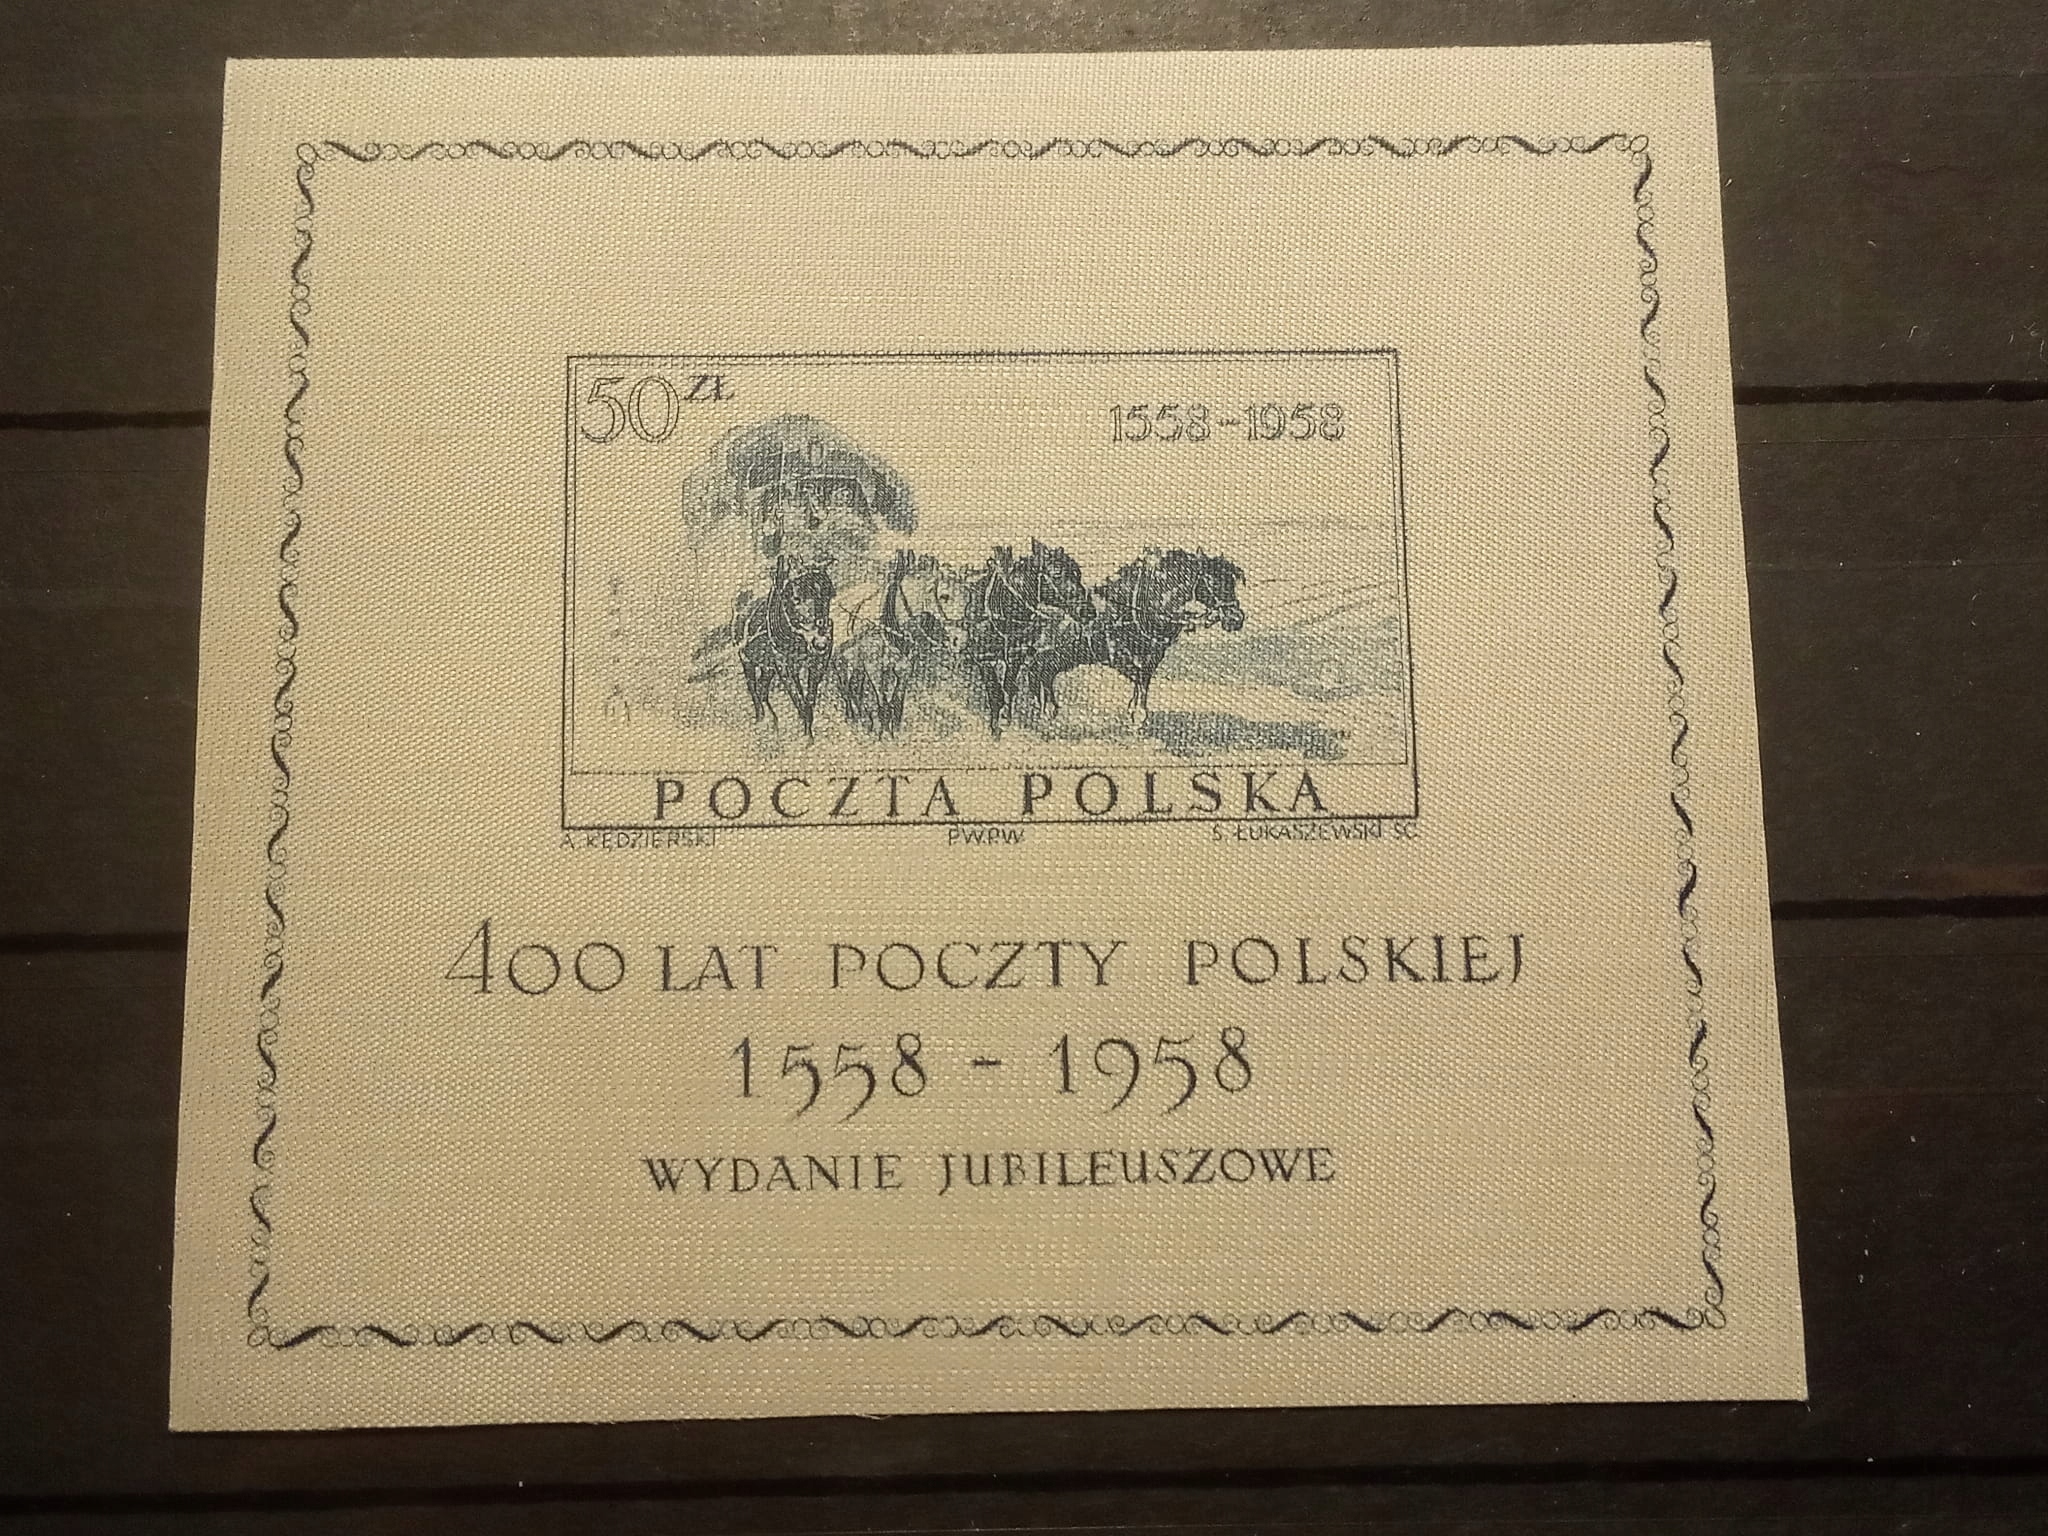 50 ZŁ
1558-1958
POCZTA POLSKA
A. KĘDZIERSKI P.W.P.W. S. ŁUKASZEWSKI SC.
400 LAT POCZTY POLSKIEJ
1558 - 1958
WYDANIE JUBILEUSZOWE